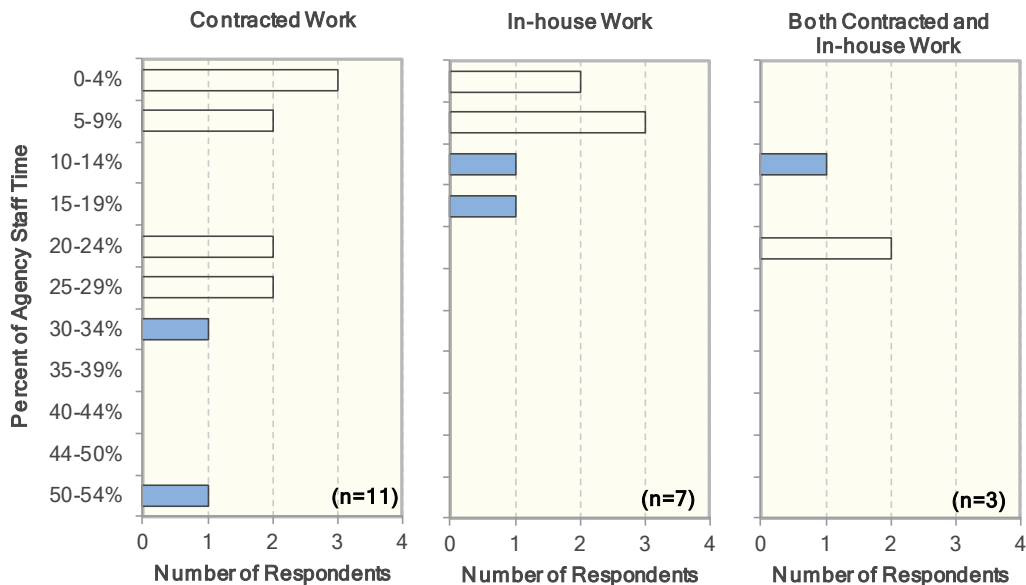 Contracted Work
In-house Work
Both Contracted and
In-house Work
Percent of Agency Staff Time
0-4%
5-9%
10-14%
15-19%
20-24%
25-29%
30-34%
35-39%
40-44%
44-50%
50-54%
(n=11)
(n=7)
(n=3)
0 1 2 3 4
0 1 2 3 4
0 1 2 3 4
Number of Respondents
Number of Respondents
Number of Respondents